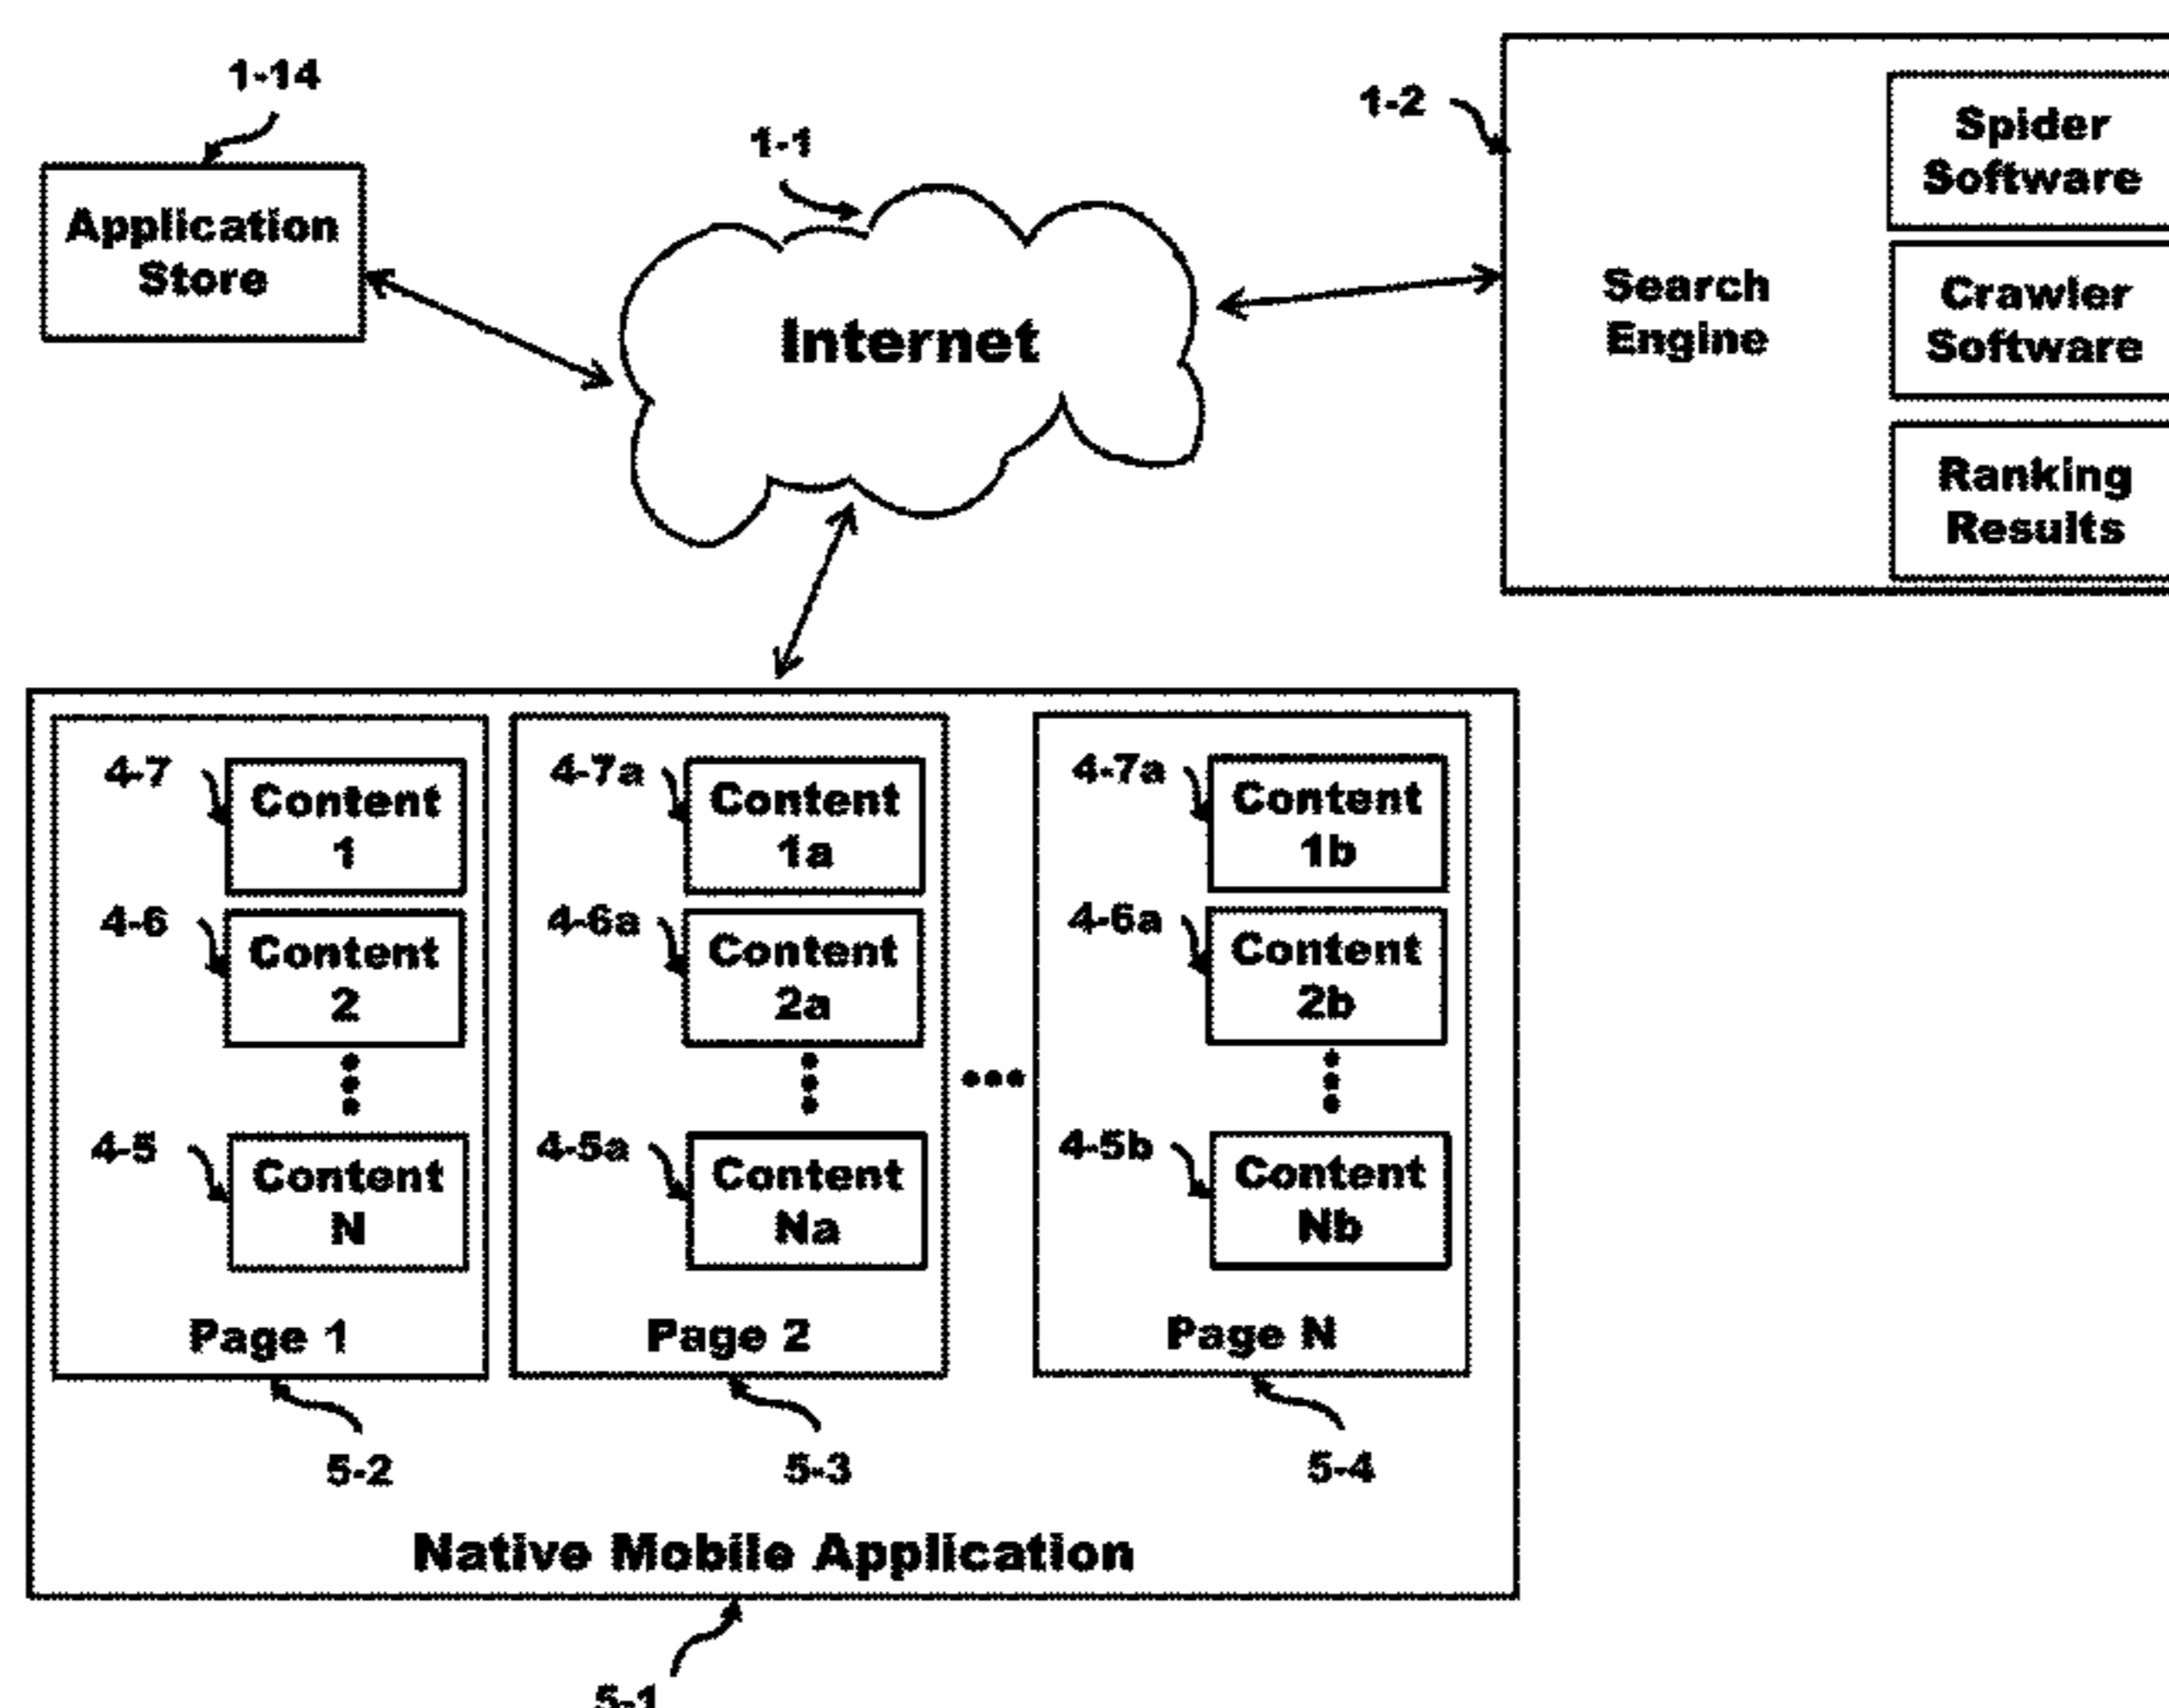 1-14
Application
Store
1-1
Internet
1-2
Search
Engine
Spider
Software
Crawler
Software
Ranking
Results
4-7
Content
1
4-6
Content
2
4-5
Content
N
Page 1
5-2
4-7a
Content
1a
4-6a
Content
2a
4-5a
Content
Na
Page 2
5-3
4-7a
Content
1b
4-6a
Content
2b
4-5b
Content
Nb
Page N
5-4
Native Mobile Application
5-1